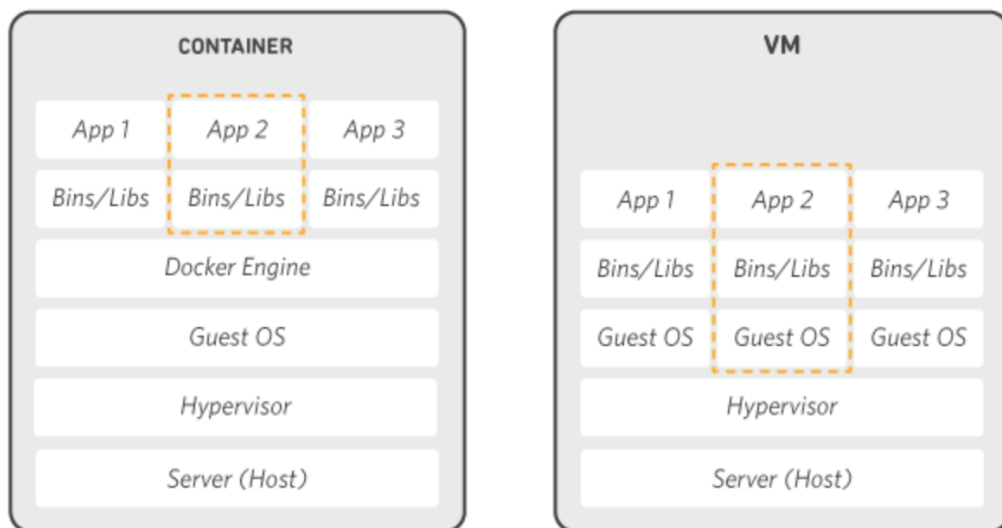 CONTAINER
App 1 App 2 App 3
Bins/Libs Bins/Libs Bins/Libs
Docker Engine
Guest OS
Hypervisor
Server (Host)
VM
App 1 App 2 App 3
Bins/Libs Bins/Libs Bins/Libs
Guest OS Guest OS Guest OS
Hypervisor
Server (Host)